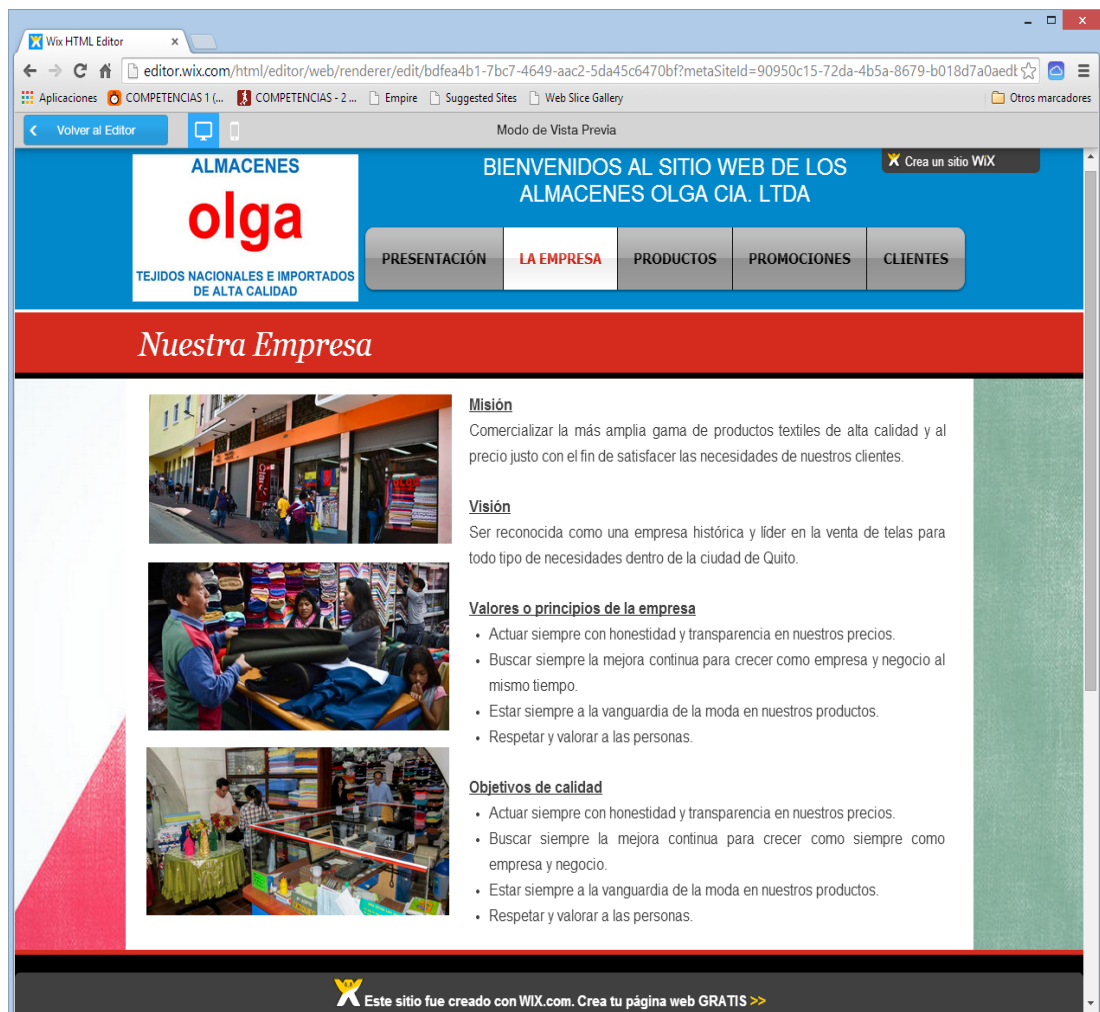 Wix HTML Editor
editor.wix.com/html/editor/web/renderer/edit/bdfea4b1-7bc7-4649-aac2-5da45c6470bf?metaSiteId=90950c15-72da-4b5a-8679-b018d7a0aedb
Aplicaciones COMPETENCIAS 1 (... COMPETENCIAS - 2 ... Empire Suggested Sites Web Slice Gallery Otros marcadores
Volver al Editor Modo de Vista Previa
ALMACENES
olga
TEJIDOS NACIONALES E IMPORTADOS
DE ALTA CALIDAD
BIENVENIDOS AL SITIO WEB DE LOS
ALMACENES OLGA CIA. LTDA
Crea un sitio WiX
PRESENTACIÓN LA EMPRESA PRODUCTOS PROMOCIONES CLIENTES
Nuestra Empresa
Misión
Comercializar la más amplia gama de productos textiles de alta calidad y al
precio justo con el fin de satisfacer las necesidades de nuestros clientes.
Visión
Ser reconocida como una empresa histórica y líder en la venta de telas para
todo tipo de necesidades dentro de la ciudad de Quito.
Valores o principios de la empresa
• Actuar siempre con honestidad y transparencia en nuestros precios.
• Buscar siempre la mejora continua para crecer como empresa y negocio al
mismo tiempo.
• Estar siempre a la vanguardia de la moda en nuestros productos.
• Respetar y valorar a las personas.
Objetivos de calidad
• Actuar siempre con honestidad y transparencia en nuestros precios.
• Buscar siempre la mejora continua para crecer como siempre como
empresa y negocio.
• Estar siempre a la vanguardia de la moda en nuestros productos.
• Respetar y valorar a las personas.
Este sitio fue creado con WIX.com. Crea tu página web GRATIS >>